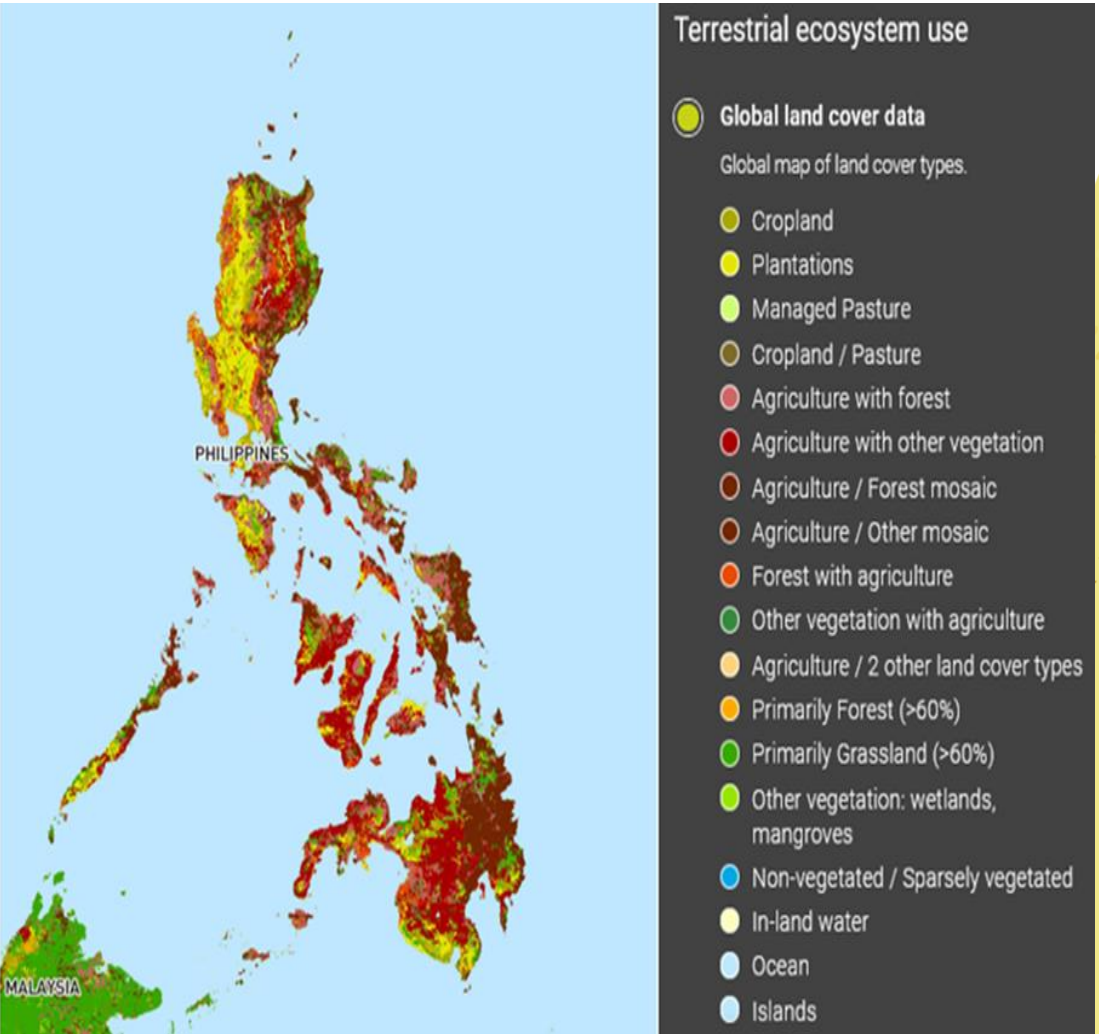 Terrestrial ecosystem use
Global land cover data
Global map of land cover types.
Cropland
Plantations
Managed Pasture
Cropland / Pasture
Agriculture with forest
Agriculture with other vegetation
Agriculture / Forest mosaic
Agriculture / Other mosaic
Forest with agriculture
Other vegetation with agriculture
Agriculture / 2 other land cover types
Primarily Forest (>60%)
Primarily Grassland (>60%)
Other vegetation: wetlands,
mangroves
Non-vegetated / Sparsely vegetated
In-land water
Ocean
Islands
PHILIPPINES
MALAYSIA